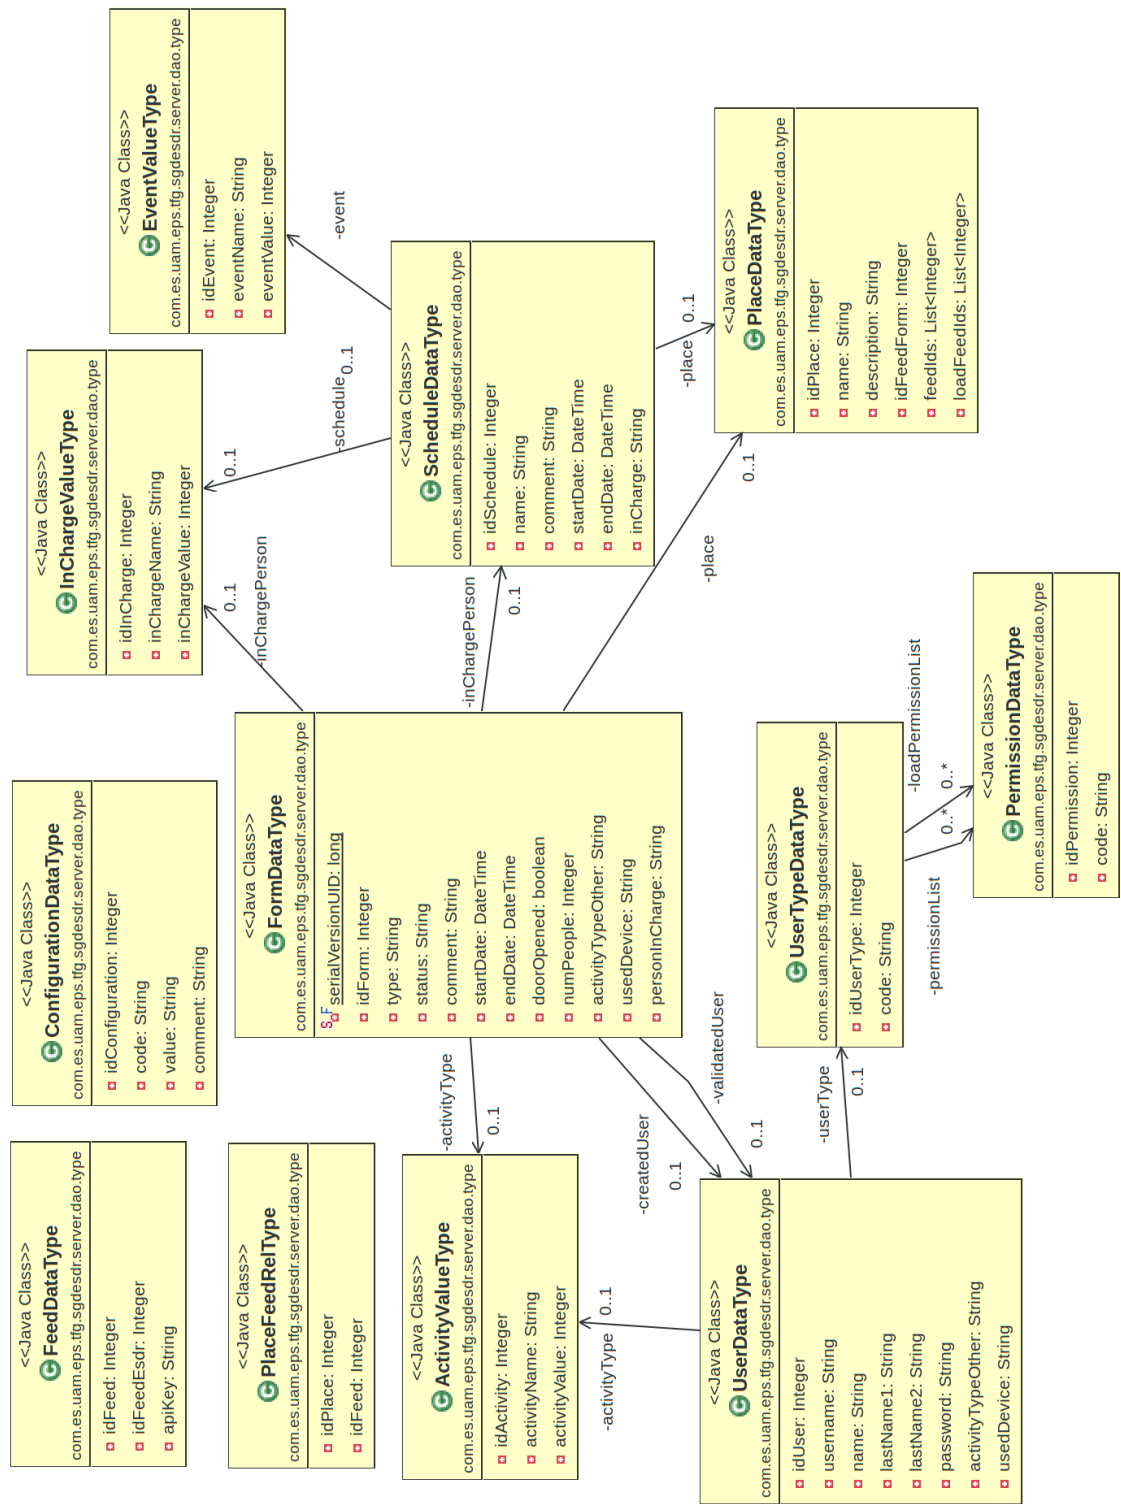 <<Java Class>>
FeedDataType
com.es.uam.eps.tfg.sgdesdr.server.dao.type
idFeed: Integer
idFeedEsdr: Integer
apiKey: String
<<Java Class>>
ConfigurationDataType
com.es.uam.eps.tfg.sgdesdr.server.dao.type
idConfiguration: Integer
code: String
value: String
comment: String
<<Java Class>>
InChargeValueType
com.es.uam.eps.tfg.sgdesdr.server.dao.type
idInCharge: Integer
inChargeName: String
inChargeValue: Integer
<<Java Class>>
EventValueType
com.es.uam.eps.tfg.sgdesdr.server.dao.type
idEvent: Integer
eventName: String
eventValue: Integer
<<Java Class>>
PlaceFeedRelType
com.es.uam.eps.tfg.sgdesdr.server.dao.type
idPlace: Integer
idFeed: Integer
0..1
-inChargePerson
0..1
-schedule
0..1
-event
<<Java Class>>
FormDataType
com.es.uam.eps.tfg.sgdesdr.server.dao.type
S F
serialVersionUID: long
idForm: Integer
type: String
status: String
comment: String
startDate: DateTime
endDate: DateTime
doorOpened: boolean
numPeople: Integer
activityTypeOther: String
usedDevice: String
personInCharge: String
<<Java Class>>
ScheduleDataType
com.es.uam.eps.tfg.sgdesdr.server.dao.type
idSchedule: Integer
name: String
comment: String
startDate: DateTime
endDate: DateTime
inCharge: String
-activityType
0..1
-inChargePerson
0..1
<<Java Class>>
ActivityValueType
com.es.uam.eps.tfg.sgdesdr.server.dao.type
idActivity: Integer
activityName: String
activityValue: Integer
-activityType
0..1
-createdUser
0..1
-validatedUser
0..1
-place
0..1
-place
0..1
<<Java Class>>
PlaceDataType
com.es.uam.eps.tfg.sgdesdr.server.dao.type
idPlace: Integer
name: String
description: String
idFeedForm: Integer
feedIds: List<Integer>
loadFeedIds: List<Integer>
<<Java Class>>
UserDataType
com.es.uam.eps.tfg.sgdesdr.server.dao.type
idUser: Integer
username: String
name: String
lastName1: String
lastName2: String
password: String
activityTypeOther: String
usedDevice: String
-userType
0..1
<<Java Class>>
UserTypeDataType
com.es.uam.eps.tfg.sgdesdr.server.dao.type
idUserType: Integer
code: String
-permissionList
0..*
-loadPermissionList
0..*
<<Java Class>>
PermissionDataType
com.es.uam.eps.tfg.sgdesdr.server.dao.type
idPermission: Integer
code: String